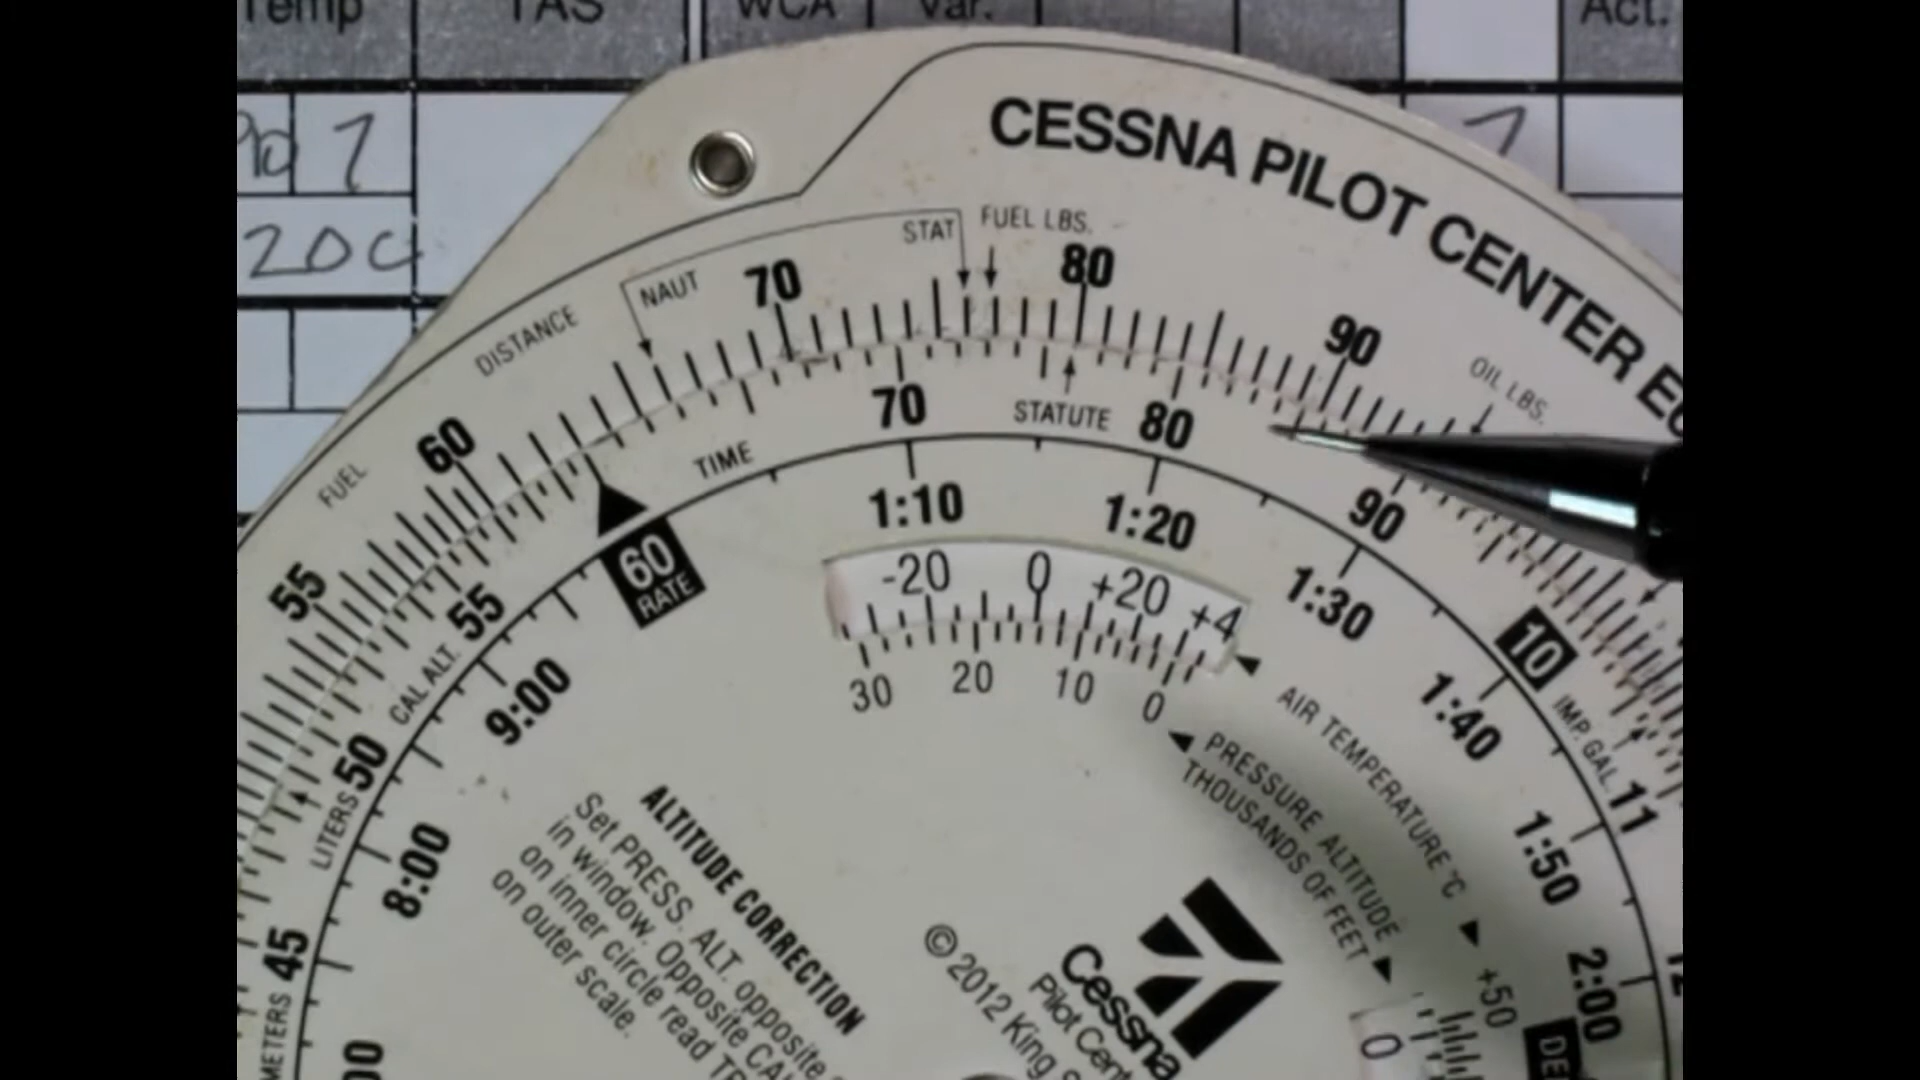 Temp TAS WCA Var. Act.
7
20C
CESSNA PILOT CENTER
STAT FUEL LBS.
NAUT 70 80 90
DISTANCE
OIL LBS.
FUEL 60
TIME 70 STATUTE 80 90
55
60
RATE
1:10 1:20 1:30
10
IMP. GAL.
11
55
CAL ALT.
-20 0 +20 +4
30 20 10 0
1:40
1:50
2:00
9:00
50
LITERS
8:00
45
METERS
AIR TEMPERATURE °C
PRESSURE ALTITUDE
THOUSANDS OF FEET
+50
0
ALTITUDE CORRECTION
Set PRESS. ALT. opposite
in window. Opposite
on inner circle read
on outer scale.
Cessna
Pilot
© 2012 King